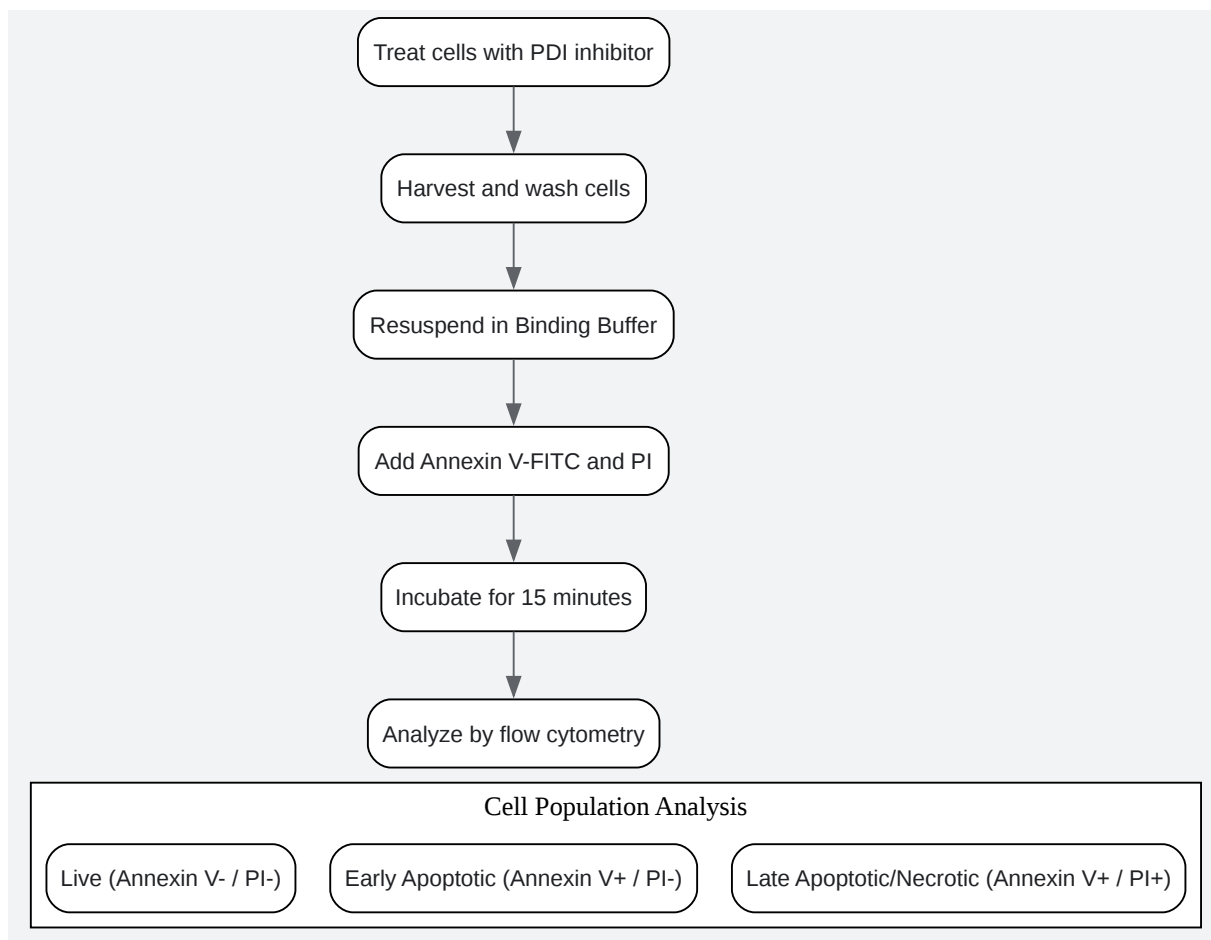 Treat cells with PDI inhibitor
Harvest and wash cells
Resuspend in Binding Buffer
Add Annexin V-FITC and PI
Incubate for 15 minutes
Analyze by flow cytometry
Cell Population Analysis
Live (Annexin V- / PI-)
Early Apoptotic (Annexin V+ / PI-)
Late Apoptotic/Necrotic (Annexin V+ / PI+)